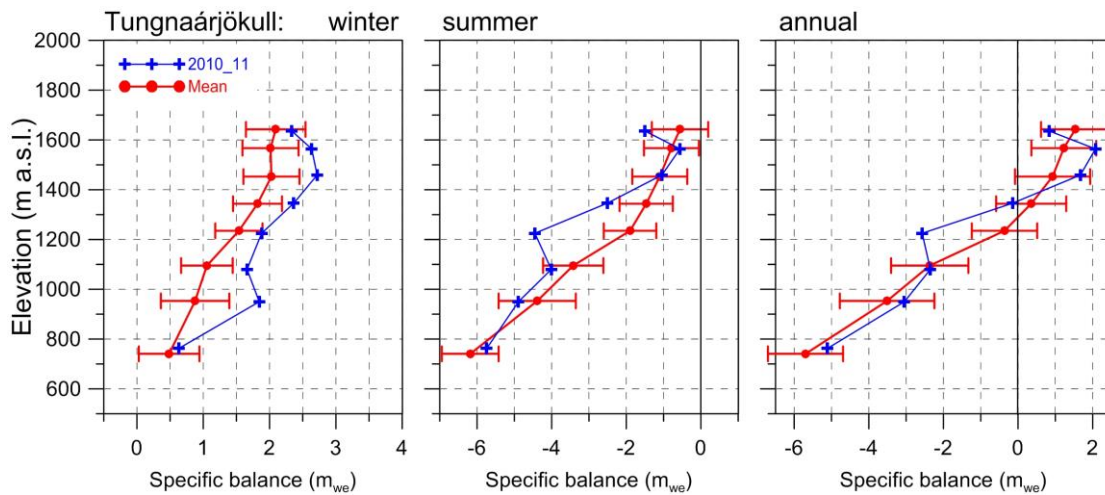 Tungnaárjökull: winter summer annual
2000
1800
1600
1400
1200
1000
800
600
Elevation (m a.s.l.)
2010_11
Mean
0 1 2 3 4
-6 -4 -2 0
-6 -4 -2 0 2
Specific balance (mwe) Specific balance (mwe) Specific balance (mwe)